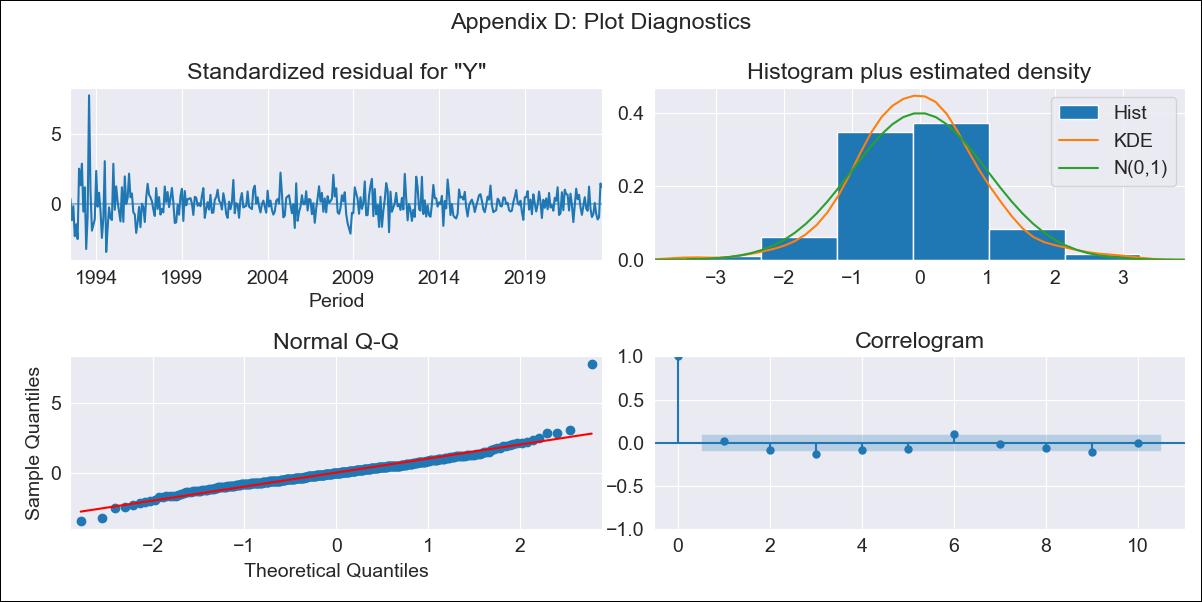 Appendix D: Plot Diagnostics
Standardized residual for "Y"
5
0
1994 1999 2004 2009 2014 2019
Period
Histogram plus estimated density
0.4
0.2
0.0
−3 −2 −1 0 1 2 3
Hist
KDE
N(0,1)
Normal Q-Q
Sample Quantiles
5
0
−2 −1 0 1 2
Theoretical Quantiles
Correlogram
1.0
0.5
0.0
−0.5
−1.0
0 2 4 6 8 10